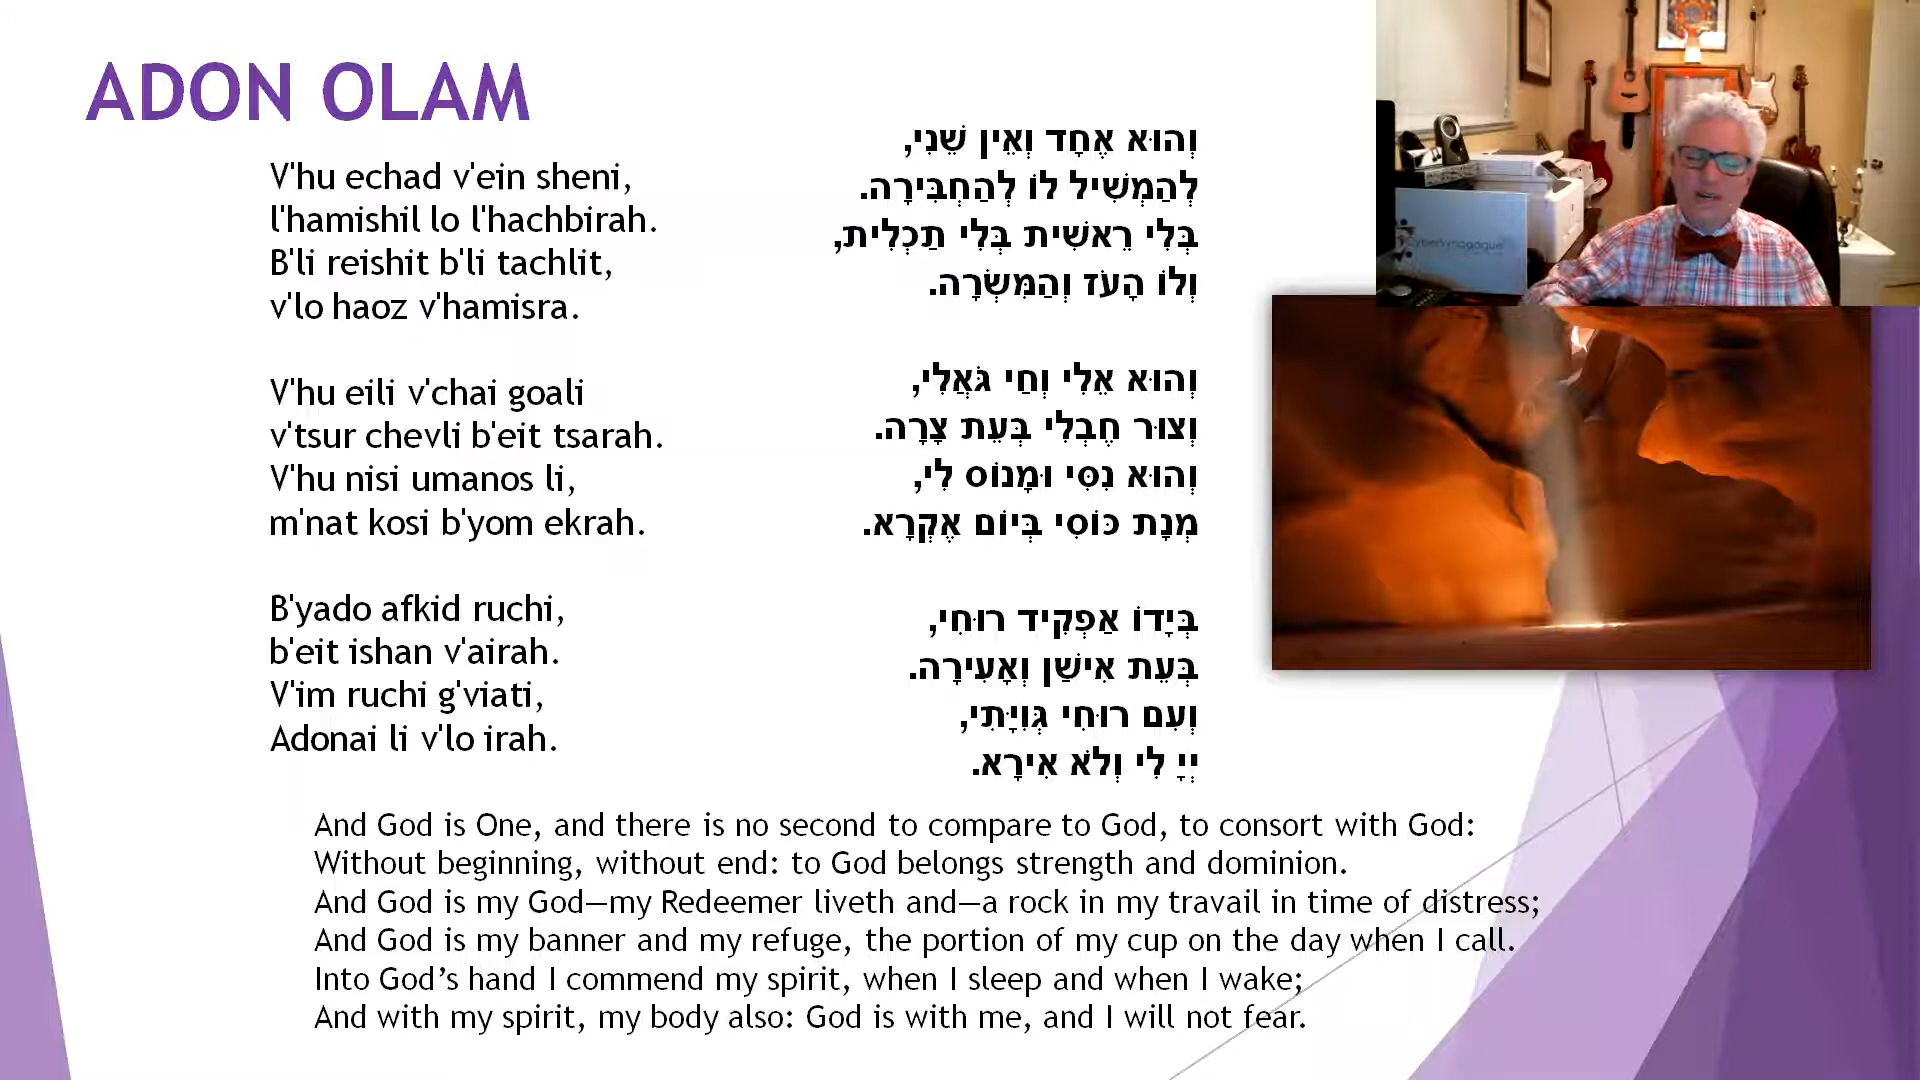 ADON OLAM
V'hu echad v'ein sheni,
l'hamishil lo l'hachbirah.
B'li reishit b'li tachlit,
v'lo haoz v'hamisra.
V'hu eili v'chai goali
v'tsur chevli b'eit tsarah.
V'hu nisi umanos li,
m'nat kosi b'yom ekrah.
B'yado afkid ruchi,
b'eit ishan v'airah.
V'im ruchi g'viati,
Adonai li v'lo irah.
וְהוּא אֶחָד וְאֵין שֵׁנִי,
לְהַמְשִׁיל לוֹ לְהַחְבִּירָה.
בְּלִי רֵאשִׁית בְּלִי תַכְלִית,
וְלוֹ הָעֹז וְהַמִּשְׂרָה.
וְהוּא אֵלִי וְחַי גֹּאֲלִי,
וְצוּר חֶבְלִי בְּעֵת צָרָה.
וְהוּא נִסִּי וּמָנוֹס לִי,
מְנָת כּוֹסִי בְּיוֹם אֶקְרָא.
בְּיָדוֹ אַפְקִיד רוּחִי,
בְּעֵת אִישַׁן וְאָעִירָה.
וְעִם רוּחִי גְּוִיָּתִי,
יְיָ לִי וְלֹא אִירָא.
And God is One, and there is no second to compare to God, to consort with God:
Without beginning, without end: to God belongs strength and dominion.
And God is my God—my Redeemer liveth and—a rock in my travail in time of distress;
And God is my banner and my refuge, the portion of my cup on the day when I call.
Into God’s hand I commend my spirit, when I sleep and when I wake;
And with my spirit, my body also: God is with me, and I will not fear.
CyberSynagogue